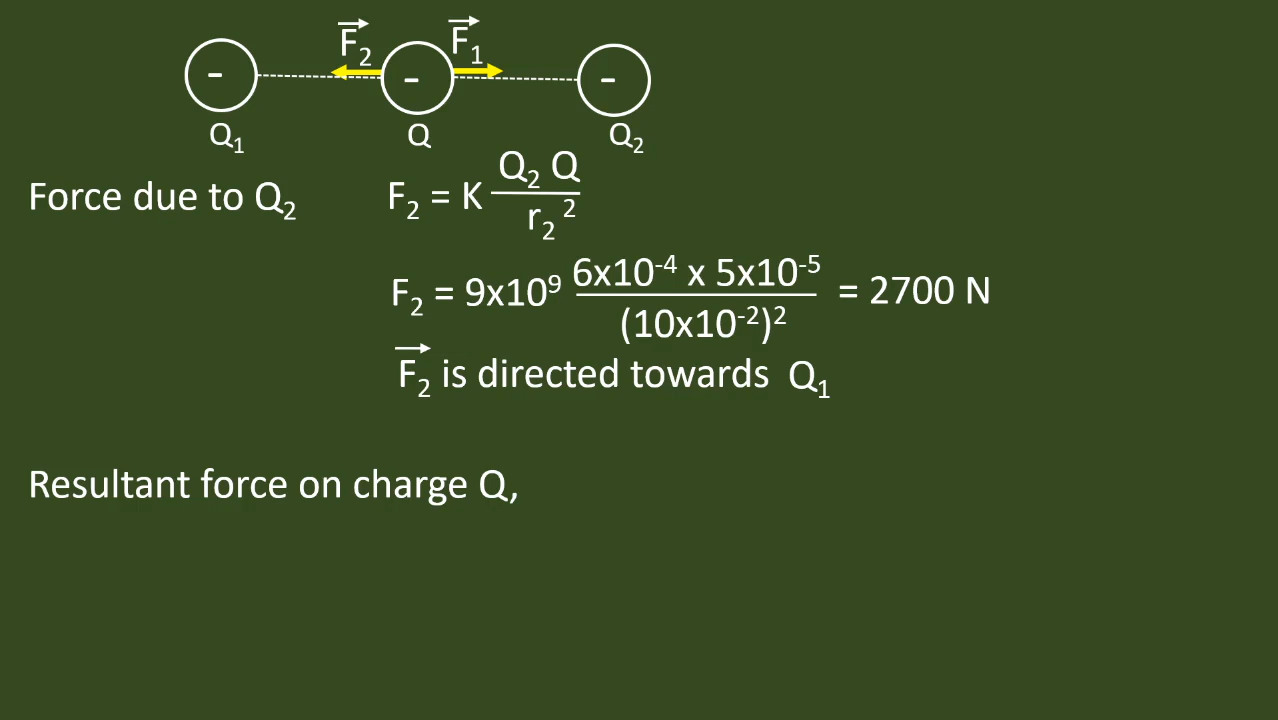 F₂ F₁
- - -
Q₁ Q Q₂
Force due to Q₂ F₂ = K Q₂ Q / r₂²
F₂ = 9x10⁹ 6x10⁻⁴ x 5x10⁻⁵ / (10x10⁻²)² = 2700 N
F₂ is directed towards Q₁
Resultant force on charge Q,